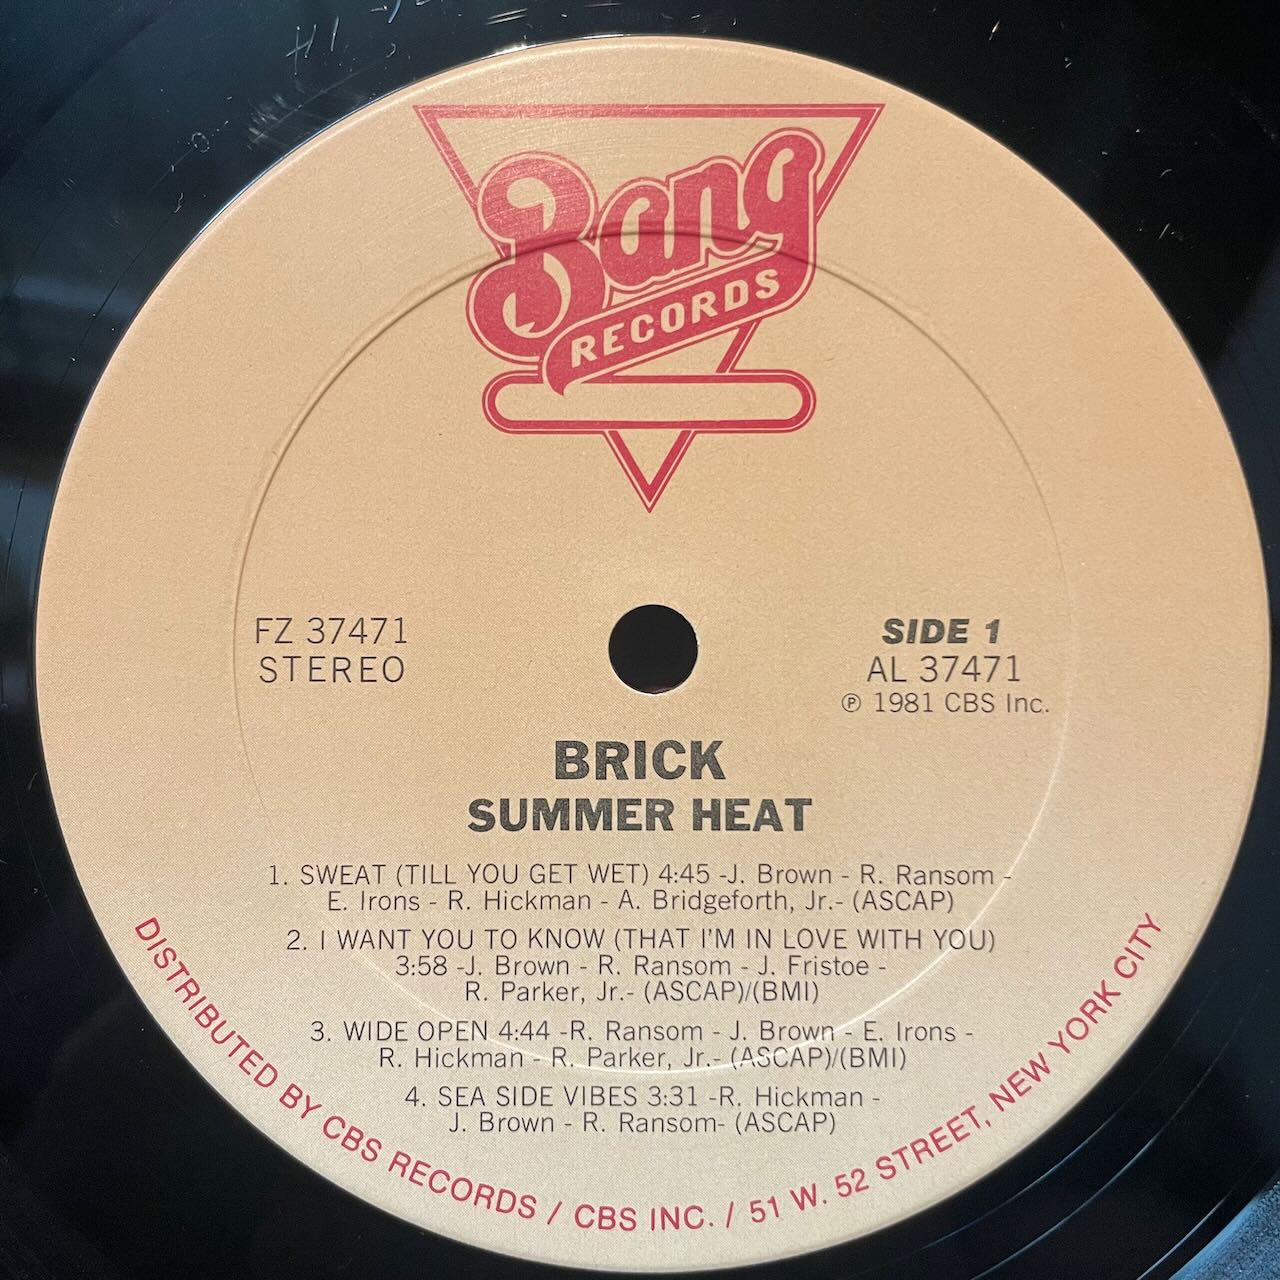 Bang
RECORDS
FZ 37471
STEREO
SIDE 1
AL 37471
℗ 1981 CBS Inc.
BRICK
SUMMER HEAT
1. SWEAT (TILL YOU GET WET) 4:45 -J. Brown - R. Ransom -
E. Irons - R. Hickman - A. Bridgeforth, Jr.- (ASCAP)
2. I WANT YOU TO KNOW (THAT I'M IN LOVE WITH YOU)
3:58 -J. Brown - R. Ransom - J. Fristoe -
R. Parker, Jr.- (ASCAP)/(BMI)
3. WIDE OPEN 4:44 -R. Ransom - J. Brown - E. Irons -
R. Hickman - R. Parker, Jr.- (ASCAP)/(BMI)
4. SEA SIDE VIBES 3:31 -R. Hickman -
J. Brown - R. Ransom- (ASCAP)
DISTRIBUTED BY CBS RECORDS / CBS INC. / 51 W. 52 STREET, NEW YORK CITY